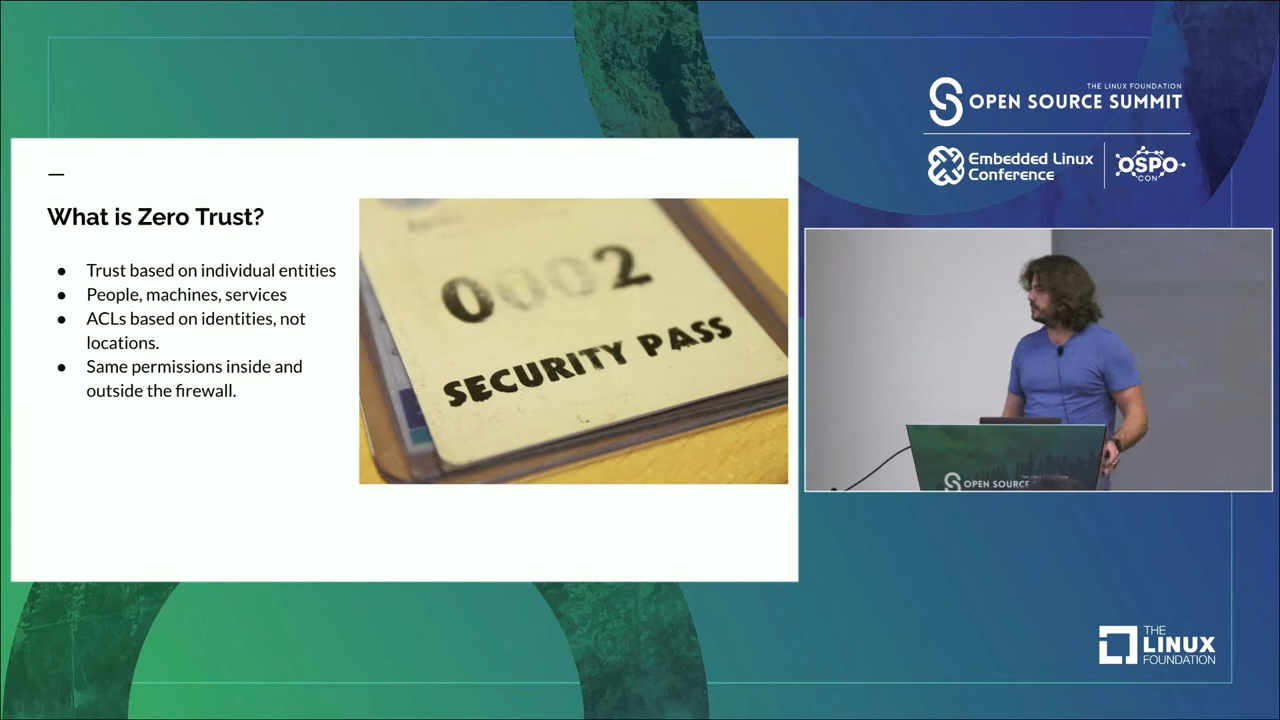 THE LINUX FOUNDATION
OPEN SOURCE SUMMIT
Embedded Linux
Conference
OSPO
CON
What is Zero Trust?
● Trust based on individual entities
● People, machines, services
● ACLs based on identities, not
locations.
● Same permissions inside and
outside the firewall.
0002
SECURITY PASS
OPEN SOURCE
THE
LINUX
FOUNDATION